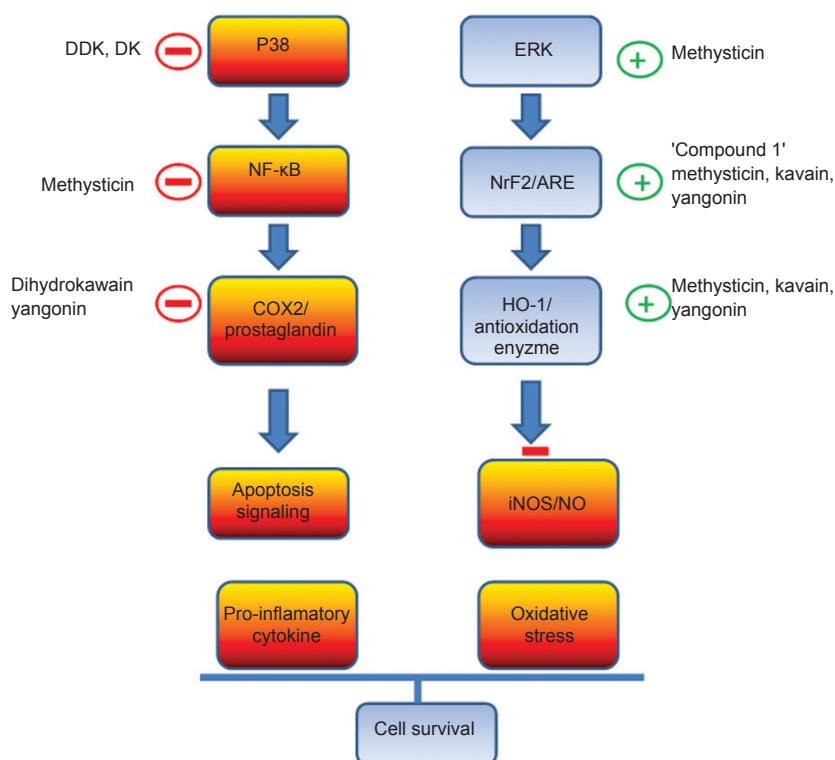 DDK, DK
P38
ERK
Methysticin
Methysticin
NF-κB
NrF2/ARE
'Compound 1'
methysticin, kavain,
yangonin
Dihydrokawain
yangonin
COX2/
prostaglandin
HO-1/
antioxidation
enyzme
Methysticin, kavain,
yangonin
Apoptosis
signaling
iNOS/NO
Pro-inflamatory
cytokine
Oxidative
stress
Cell survival